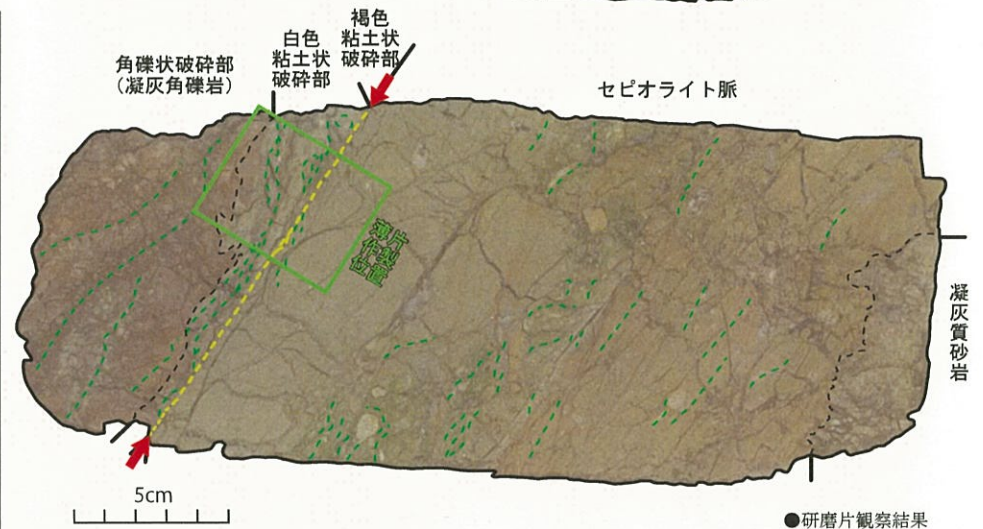 角礫状破砕部
（凝灰角礫岩）
白色
粘土状
破砕部
褐色
粘土状
破砕部
セピオライト脈
薄片製
作位置
凝灰質砂岩
5cm
●研磨片観察結果